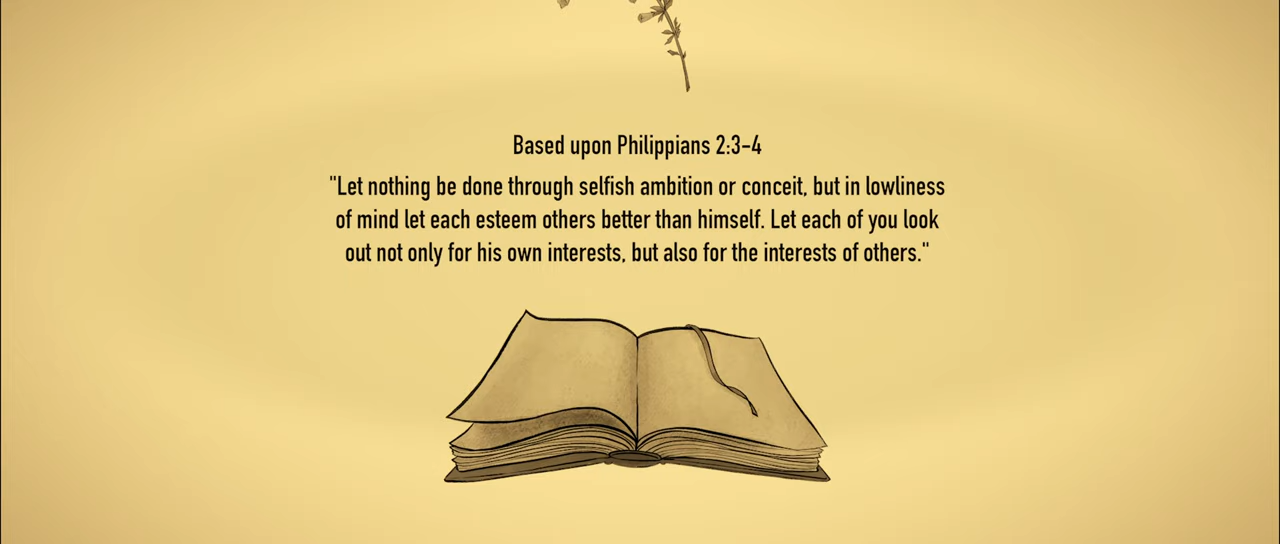 Based upon Philippians 2:3-4
"Let nothing be done through selfish ambition or conceit, but in lowliness
of mind let each esteem others better than himself. Let each of you look
out not only for his own interests, but also for the interests of others."